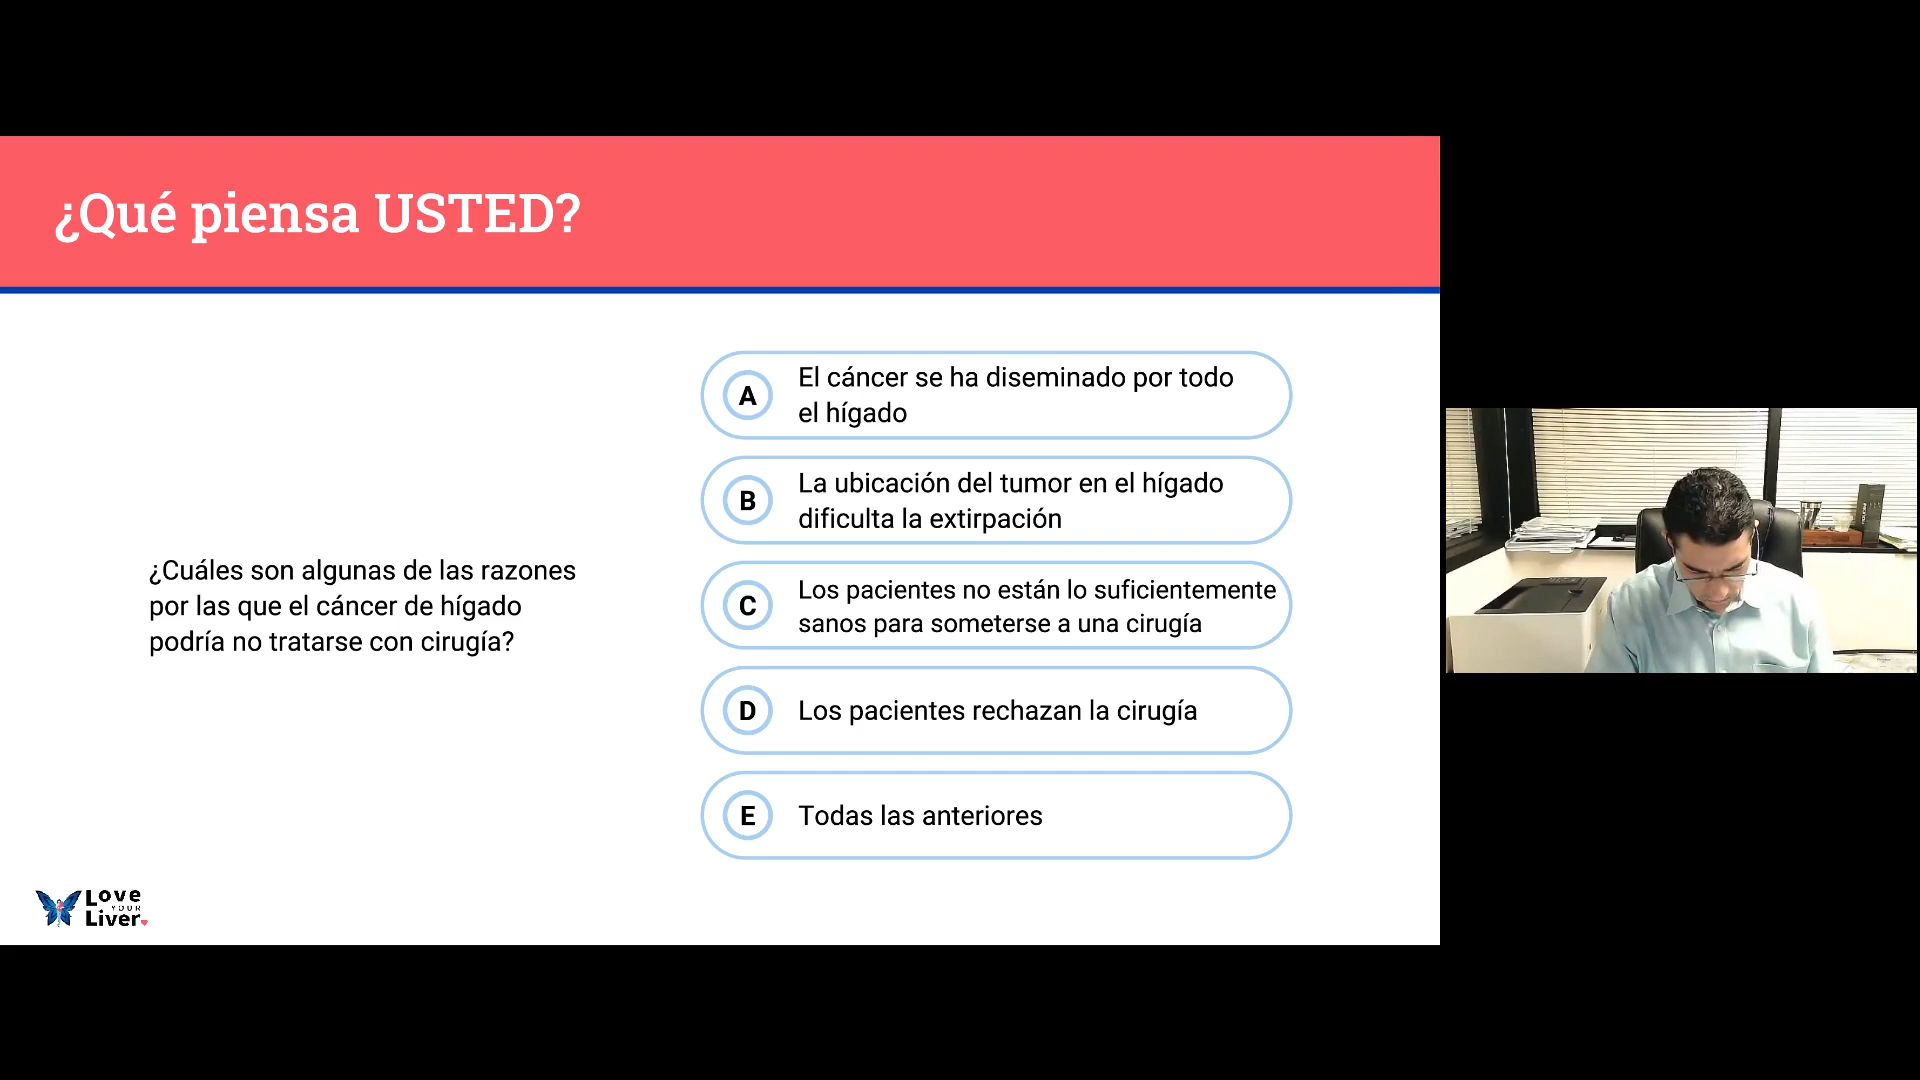 ¿Qué piensa USTED?
¿Cuáles son algunas de las razones
por las que el cáncer de hígado
podría no tratarse con cirugía?
A
El cáncer se ha diseminado por todo
el hígado
B
La ubicación del tumor en el hígado
dificulta la extirpación
C
Los pacientes no están lo suficientemente
sanos para someterse a una cirugía
D
Los pacientes rechazan la cirugía
E
Todas las anteriores
Love
YOUR
Liver